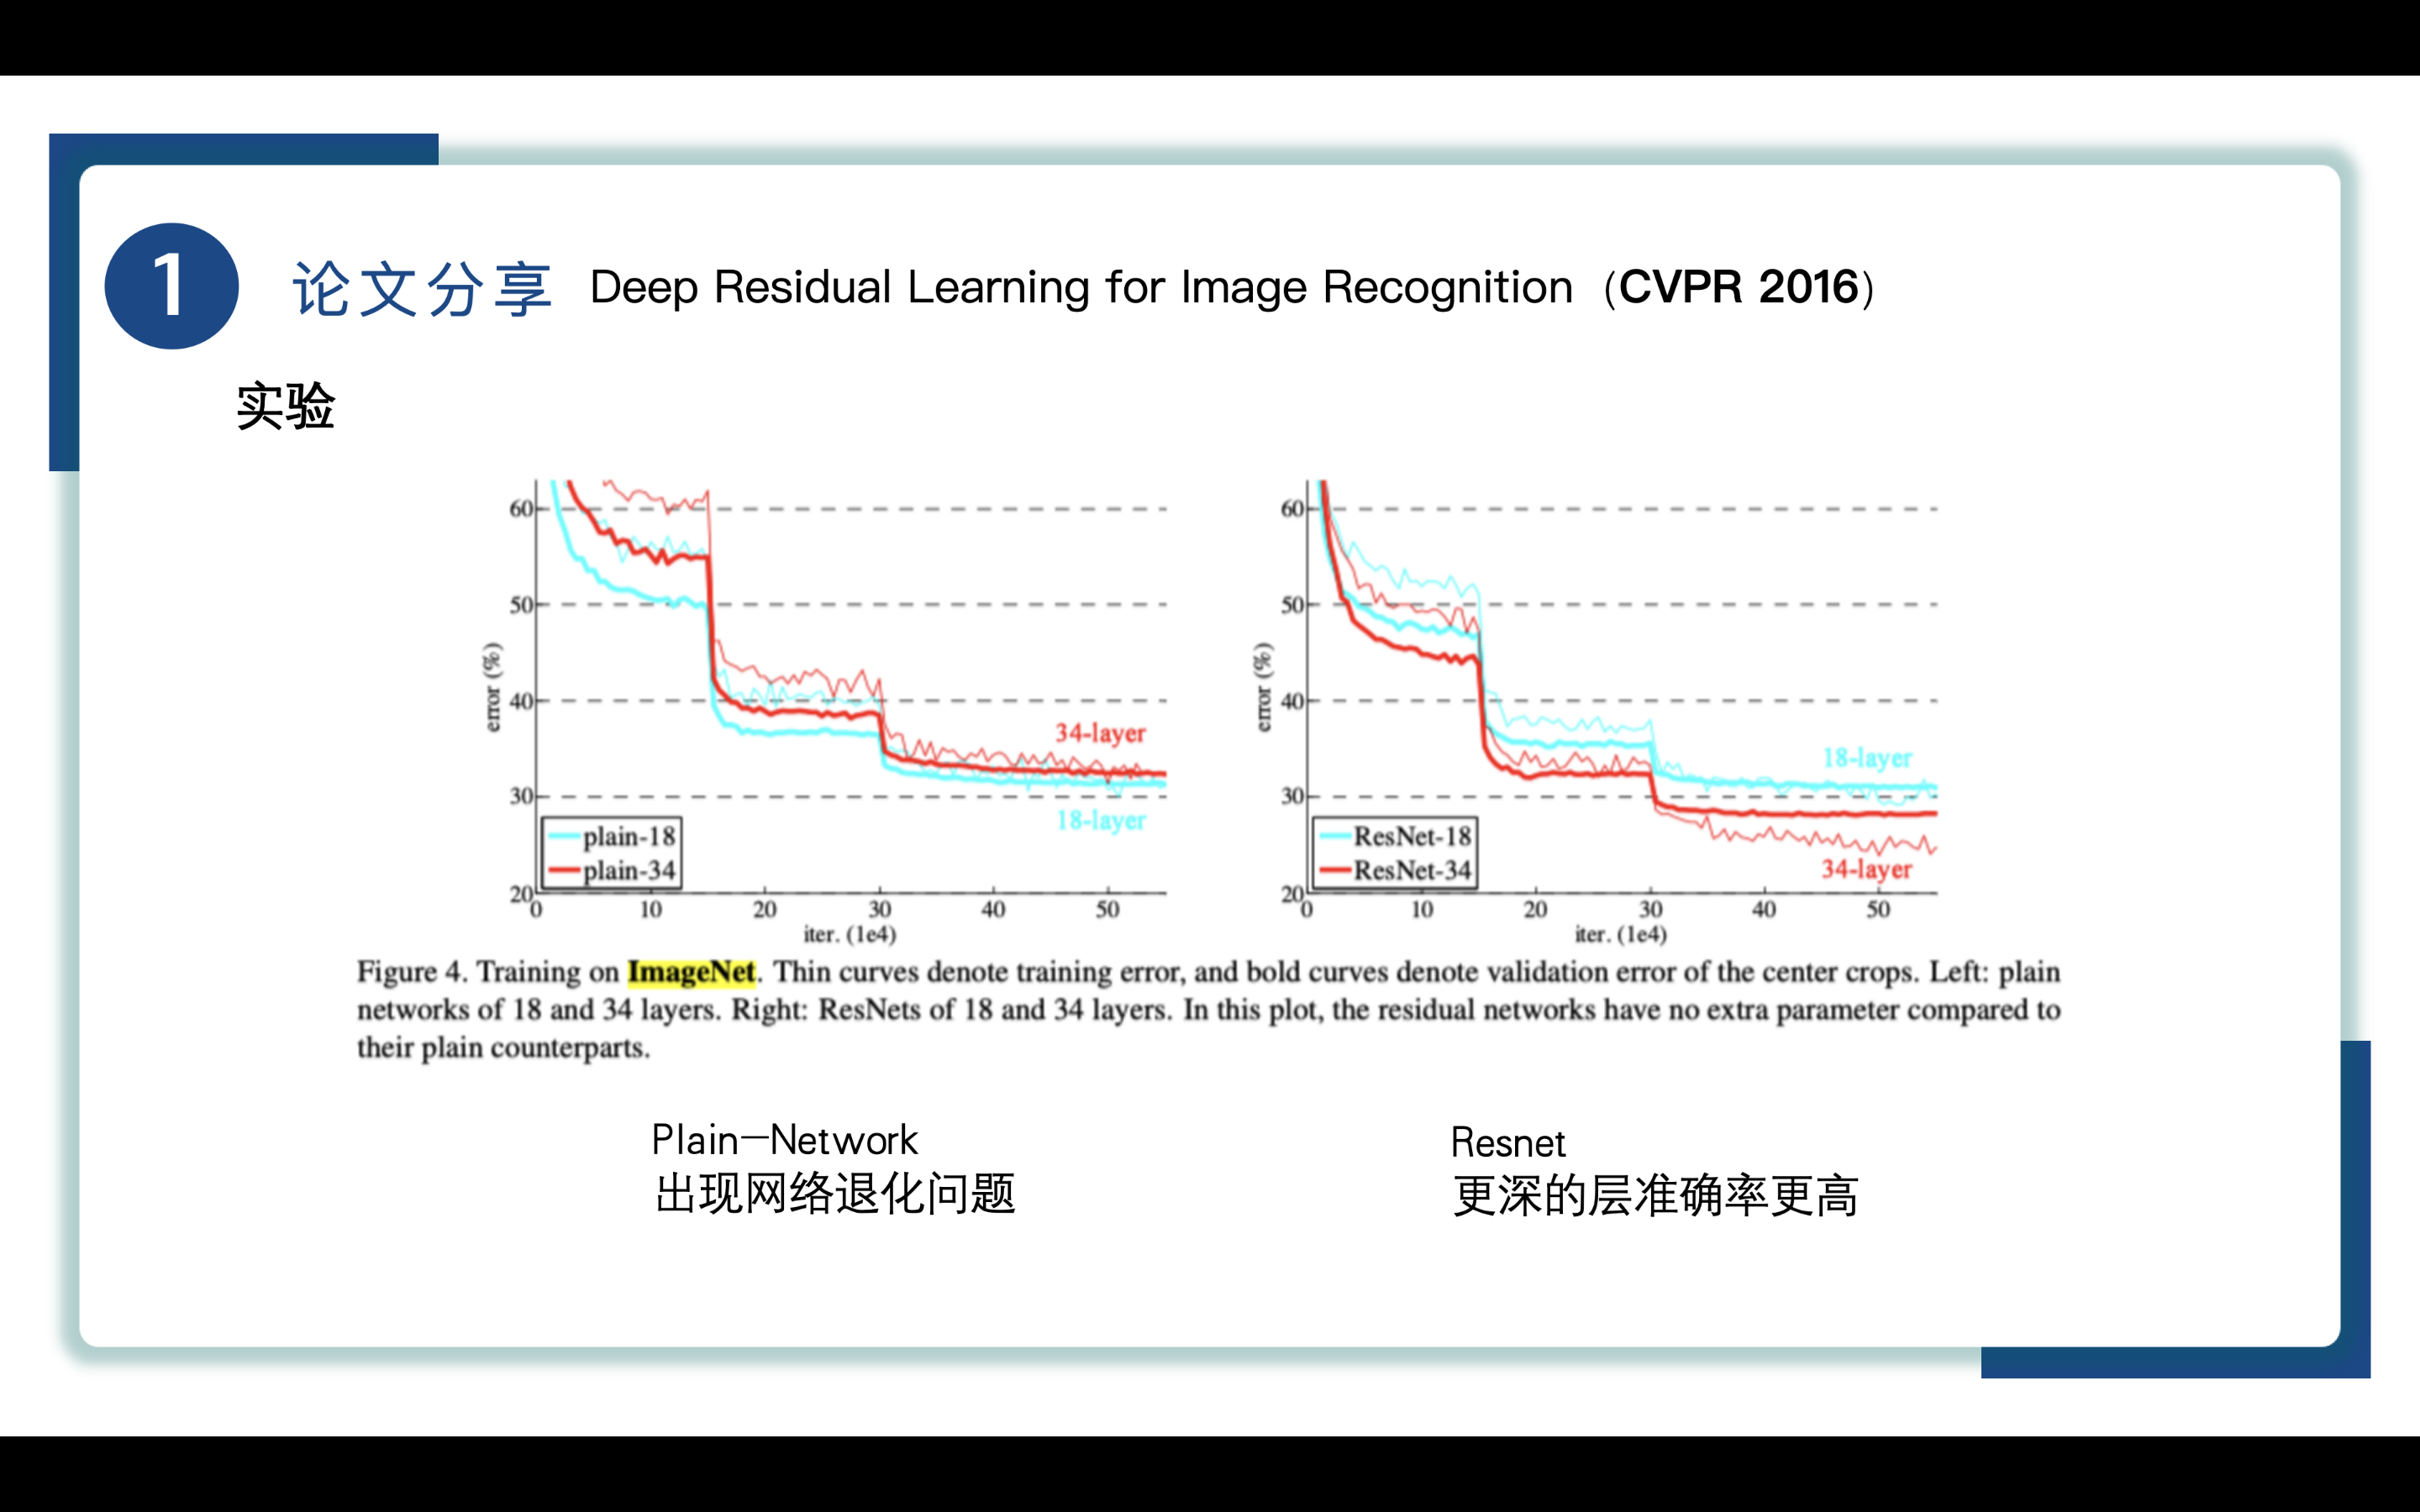 1
论文分享 Deep Residual Learning for Image Recognition（CVPR 2016）
实验
60
50
40
30
20
error (%)
34-layer
18-layer
plain-18
plain-34
0 10 20 30 40 50
iter. (1e4)
60
50
40
30
20
error (%)
18-layer
34-layer
ResNet-18
ResNet-34
0 10 20 30 40 50
iter. (1e4)
Figure 4. Training on ImageNet. Thin curves denote training error, and bold curves denote validation error of the center crops. Left: plain
networks of 18 and 34 layers. Right: ResNets of 18 and 34 layers. In this plot, the residual networks have no extra parameter compared to
their plain counterparts.
Plain—Network
出现网络退化问题
Resnet
更深的层准确率更高